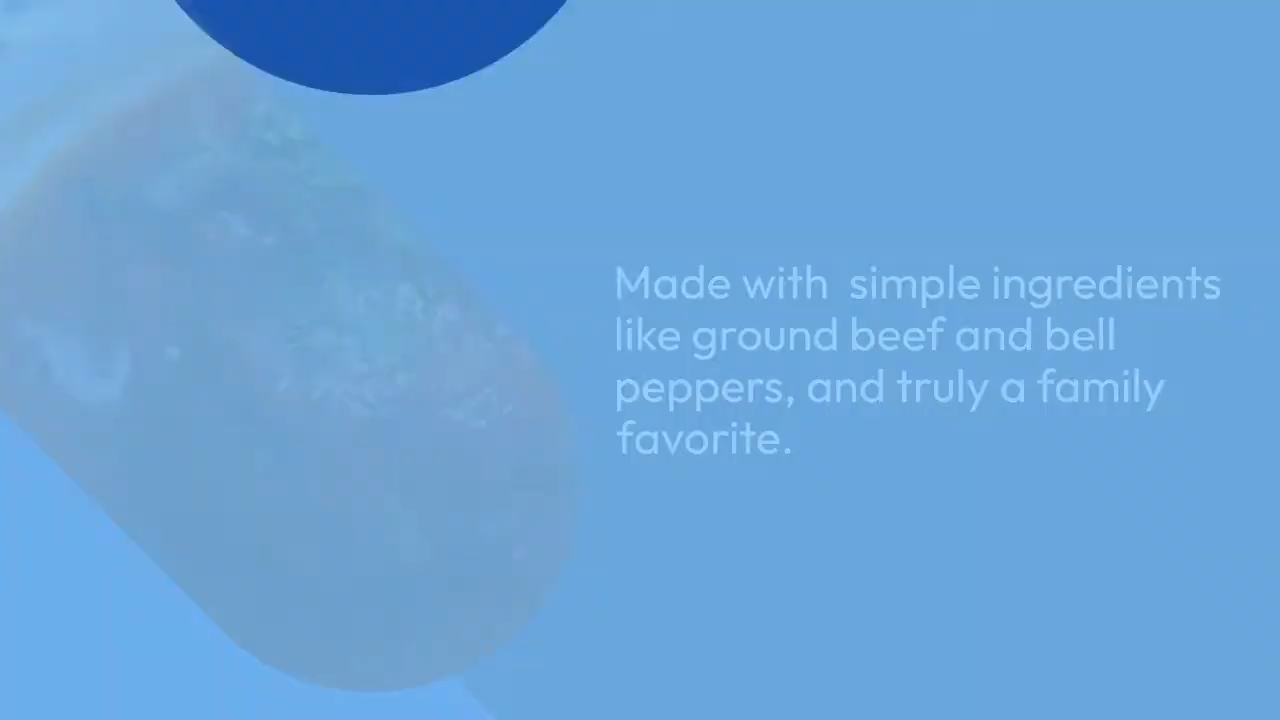 Made with  simple ingredients
like ground beef and bell
peppers, and truly a family
favorite.